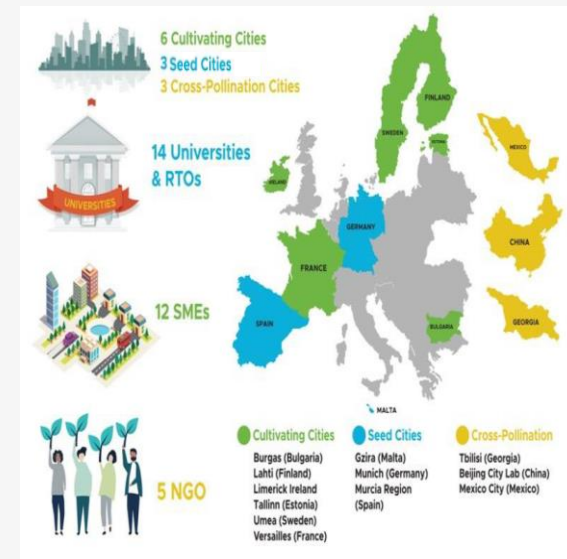 6 Cultivating Cities
3 Seed Cities
3 Cross-Pollination Cities
UNIVERSITIES
14 Universities
& RTOs
12 SMEs
5 NGO
FINLAND
SWEDEN
ESTONIA
IRELAND
GERMANY
FRANCE
SPAIN
BULGARIA
MALTA
MEXICO
CHINA
GEORGIA
Cultivating Cities
Burgas (Bulgaria)
Lahti (Finland)
Limerick Ireland
Tallinn (Estonia)
Umea (Sweden)
Versailles (France)
Seed Cities
Gzira (Malta)
Munich (Germany)
Murcia Region
(Spain)
Cross-Pollination
Tbilisi (Georgia)
Beijing City Lab (China)
Mexico City (Mexico)